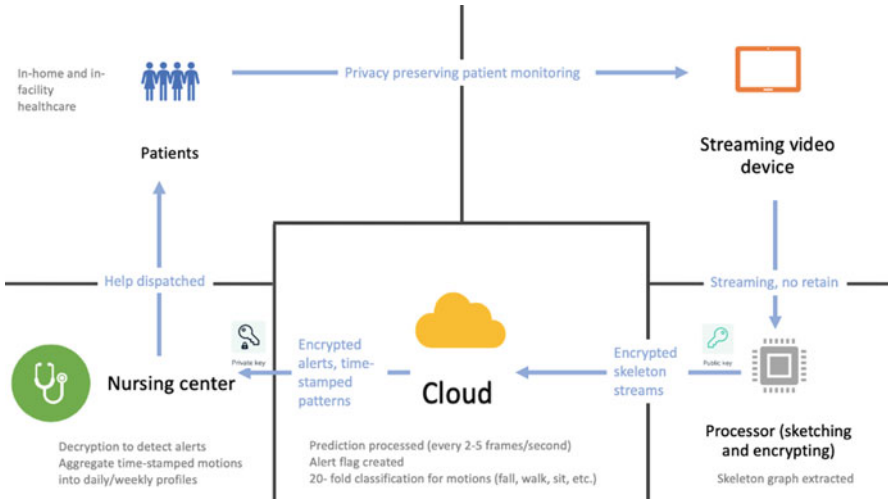 In-home and in-
facility
healthcare
Patients
Privacy preserving patient monitoring
Streaming video
device
Help dispatched
Streaming, no retain
Private key
Nursing center
Encrypted
alerts, time-
stamped
patterns
Cloud
Encrypted
skeleton
streams
Public key
Processor (sketching
and encrypting)
Skeleton graph extracted
Decryption to detect alerts
Aggregate time-stamped motions
into daily/weekly profiles
Prediction processed (every 2-5 frames/second)
Alert flag created
20- fold classification for motions (fall, walk, sit, etc.)